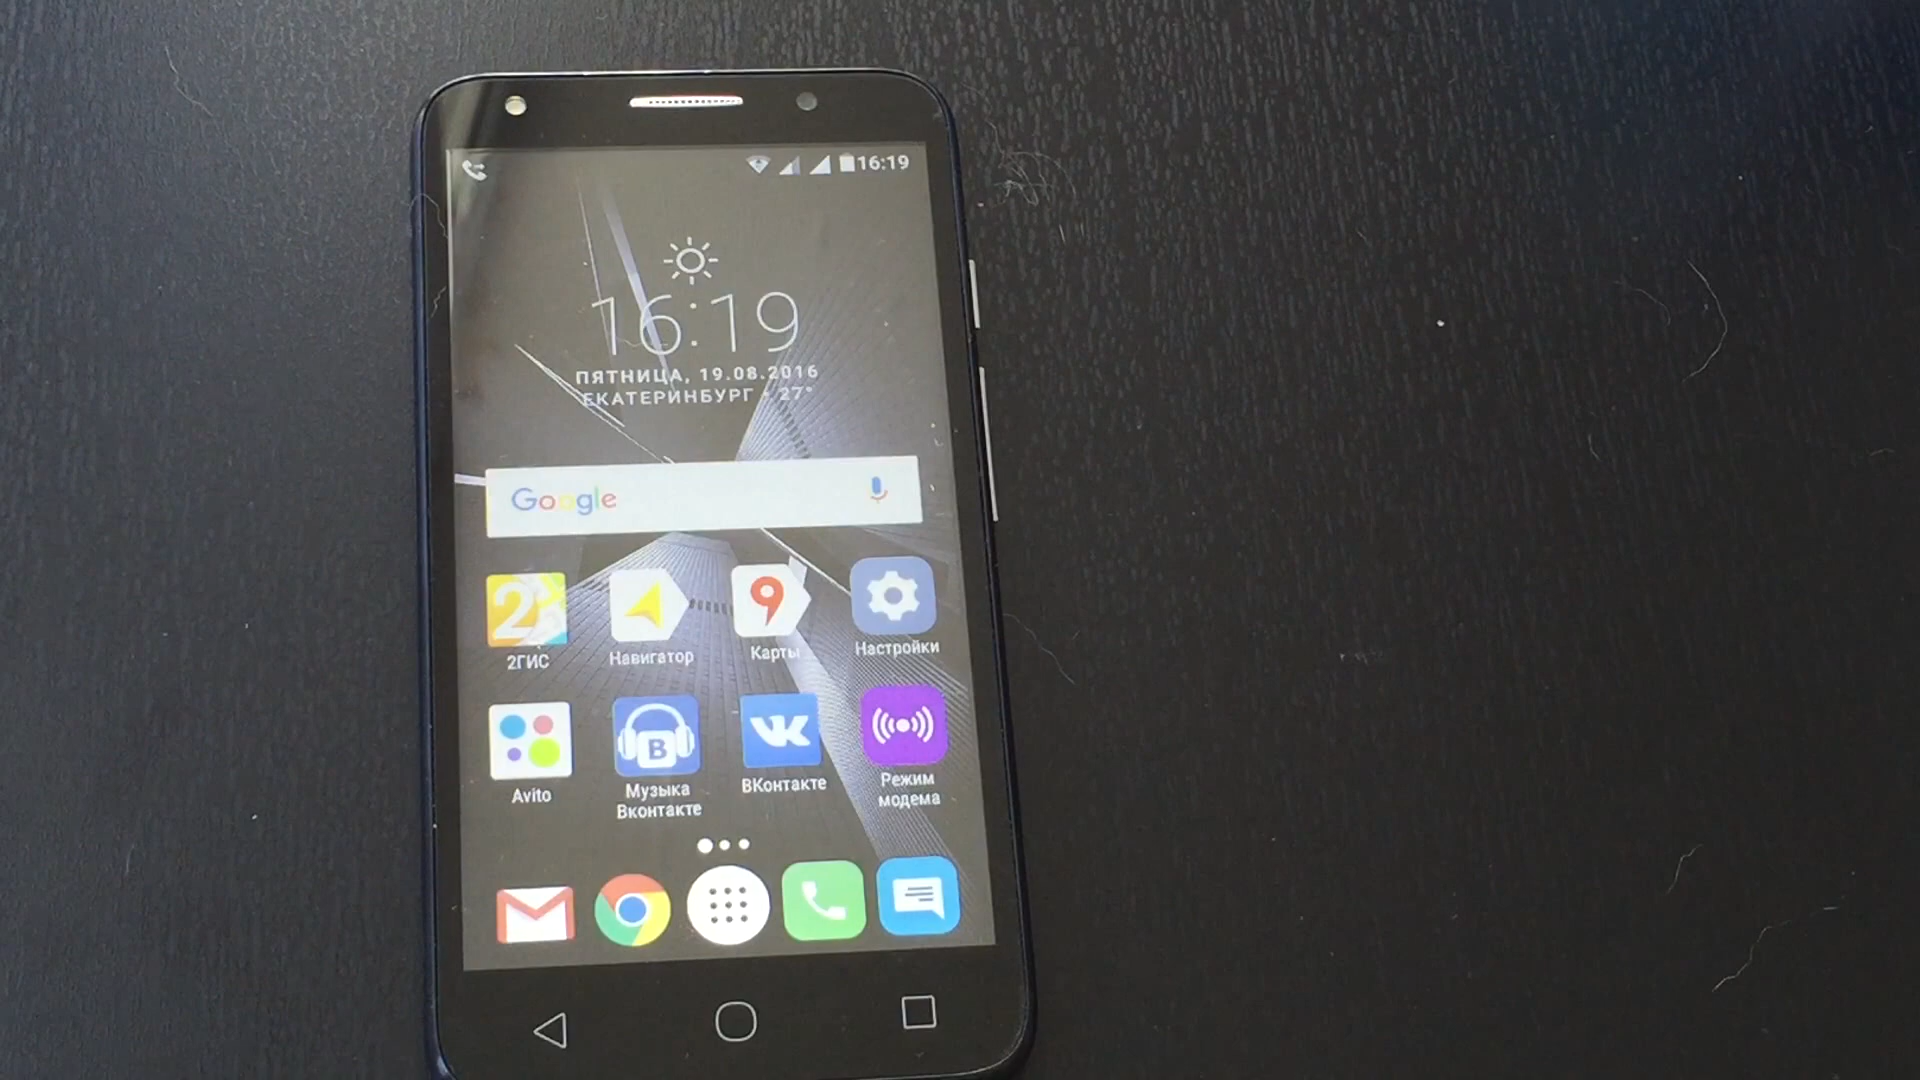 16:19
16:19
ПЯТНИЦА, 19.08.2016
ЕКАТЕРИНБУРГ · 27°
Google
2
2ГИС
Навигатор
Карты
Настройки
Avito
В
Музыка
Вконтакте
ВКонтакте
Режим
модема